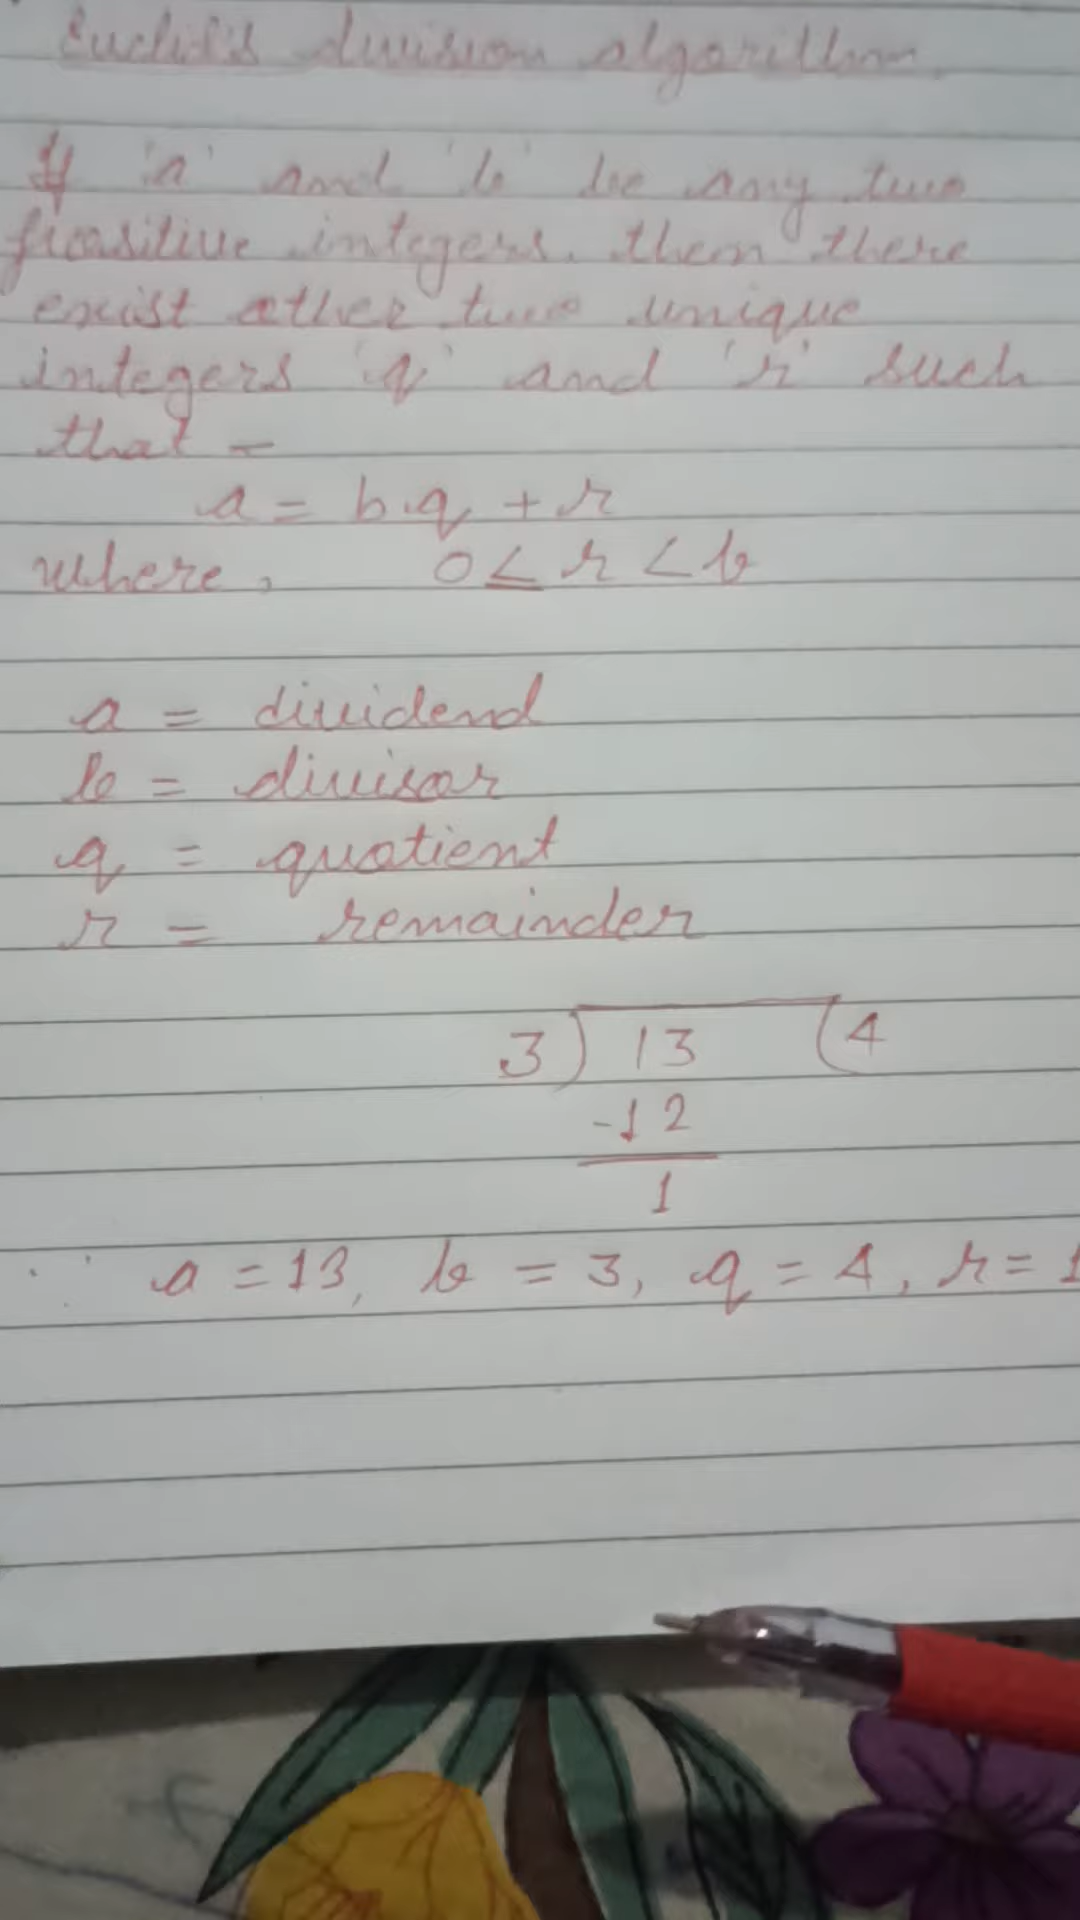 Euclid's division algorithm
If 'a' and 'b' be any two
positive integers. then there
exist other two unique
integers 'q' and 'r' such
that -
a = b.q + r
where, 0 ≤ r < b
a = dividend
b = divisor
q = quotient
r = remainder
3) 13 (4
-12
1
∵ a = 13, b = 3, q = 4, r = 1